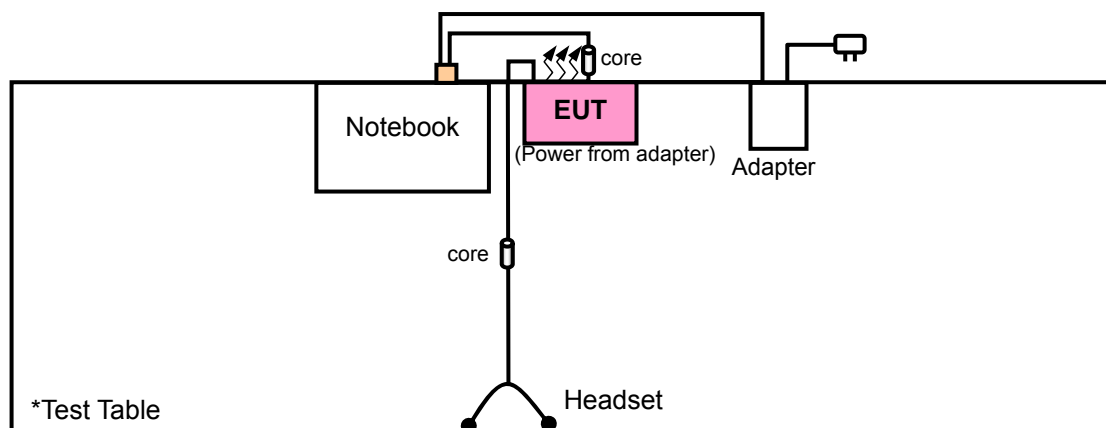 core
EUT
Notebook
(Power from adapter)
Adapter
core
Headset
*Test Table